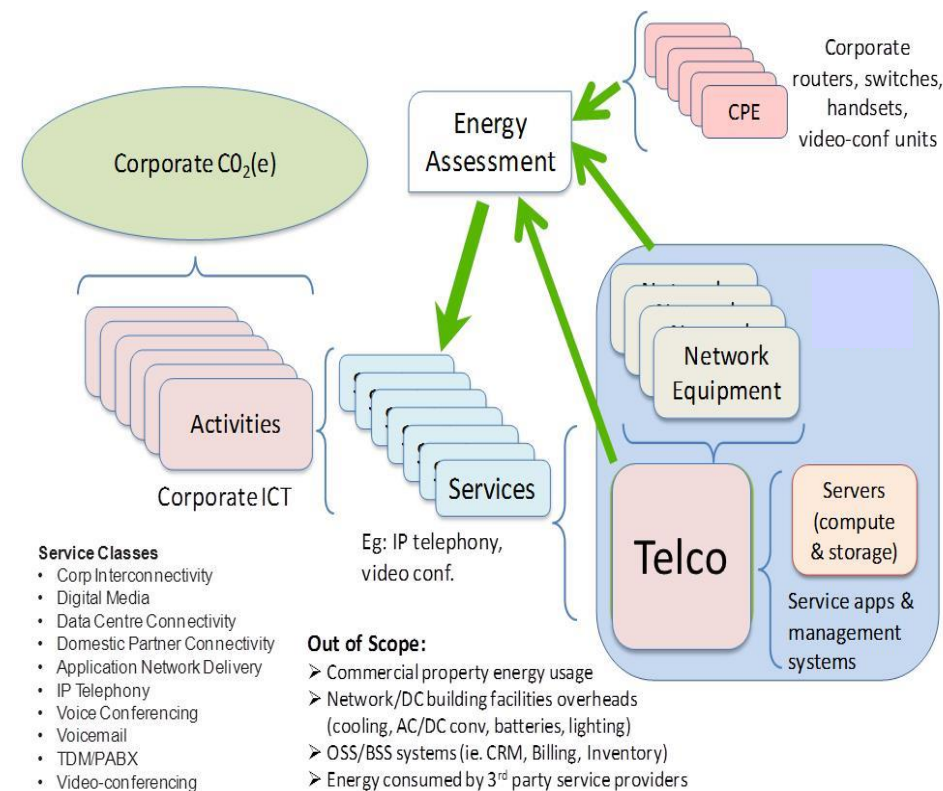 Corporate
routers, switches,
handsets,
video-conf units
CPE
Energy
Assessment
Corporate CO₂(e)
Network
Equipment
Activities
Corporate ICT
Services
Eg: IP telephony,
video conf.
Telco
Servers
(compute
& storage)
Service apps &
management
systems
Service Classes
• Corp Interconnectivity
• Digital Media
• Data Centre Connectivity
• Domestic Partner Connectivity
• Application Network Delivery
• IP Telephony
• Voice Conferencing
• Voicemail
• TDM/PABX
• Video-conferencing
Out of Scope:
➢ Commercial property energy usage
➢ Network/DC building facilities overheads
(cooling, AC/DC conv, batteries, lighting)
➢ OSS/BSS systems (ie. CRM, Billing, Inventory)
➢ Energy consumed by 3rd party service providers